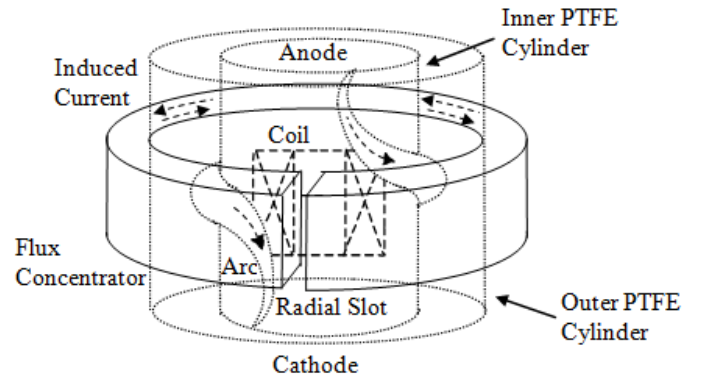 Inner PTFE
Cylinder
Anode
Induced
Current
Coil
Flux
Concentrator
Arc
Radial Slot
Outer PTFE
Cylinder
Cathode